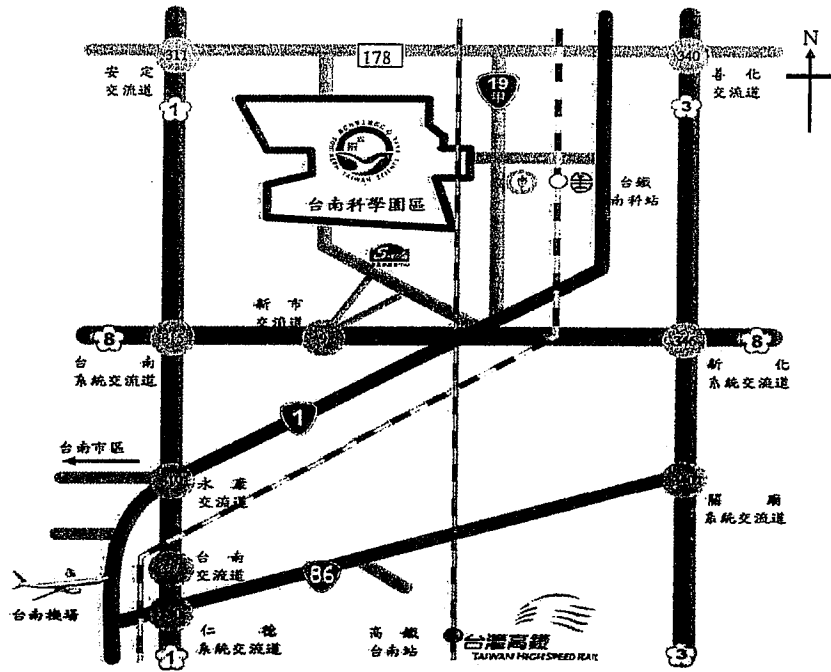 N
178
311
340
安定
交流道
善化
交流道
19
甲
1
3
台南科學園區
台鐵
南科站
新市
交流道
8
8
台南
系統交流道
新化
系統交流道
1
台南市區
永康
交流道
關廟
系統交流道
台南
交流道
86
台南機場
仁德
系統交流道
高鐵
台南站
台灣高鐵
TAIWAN HIGH SPEED RAIL
1
3